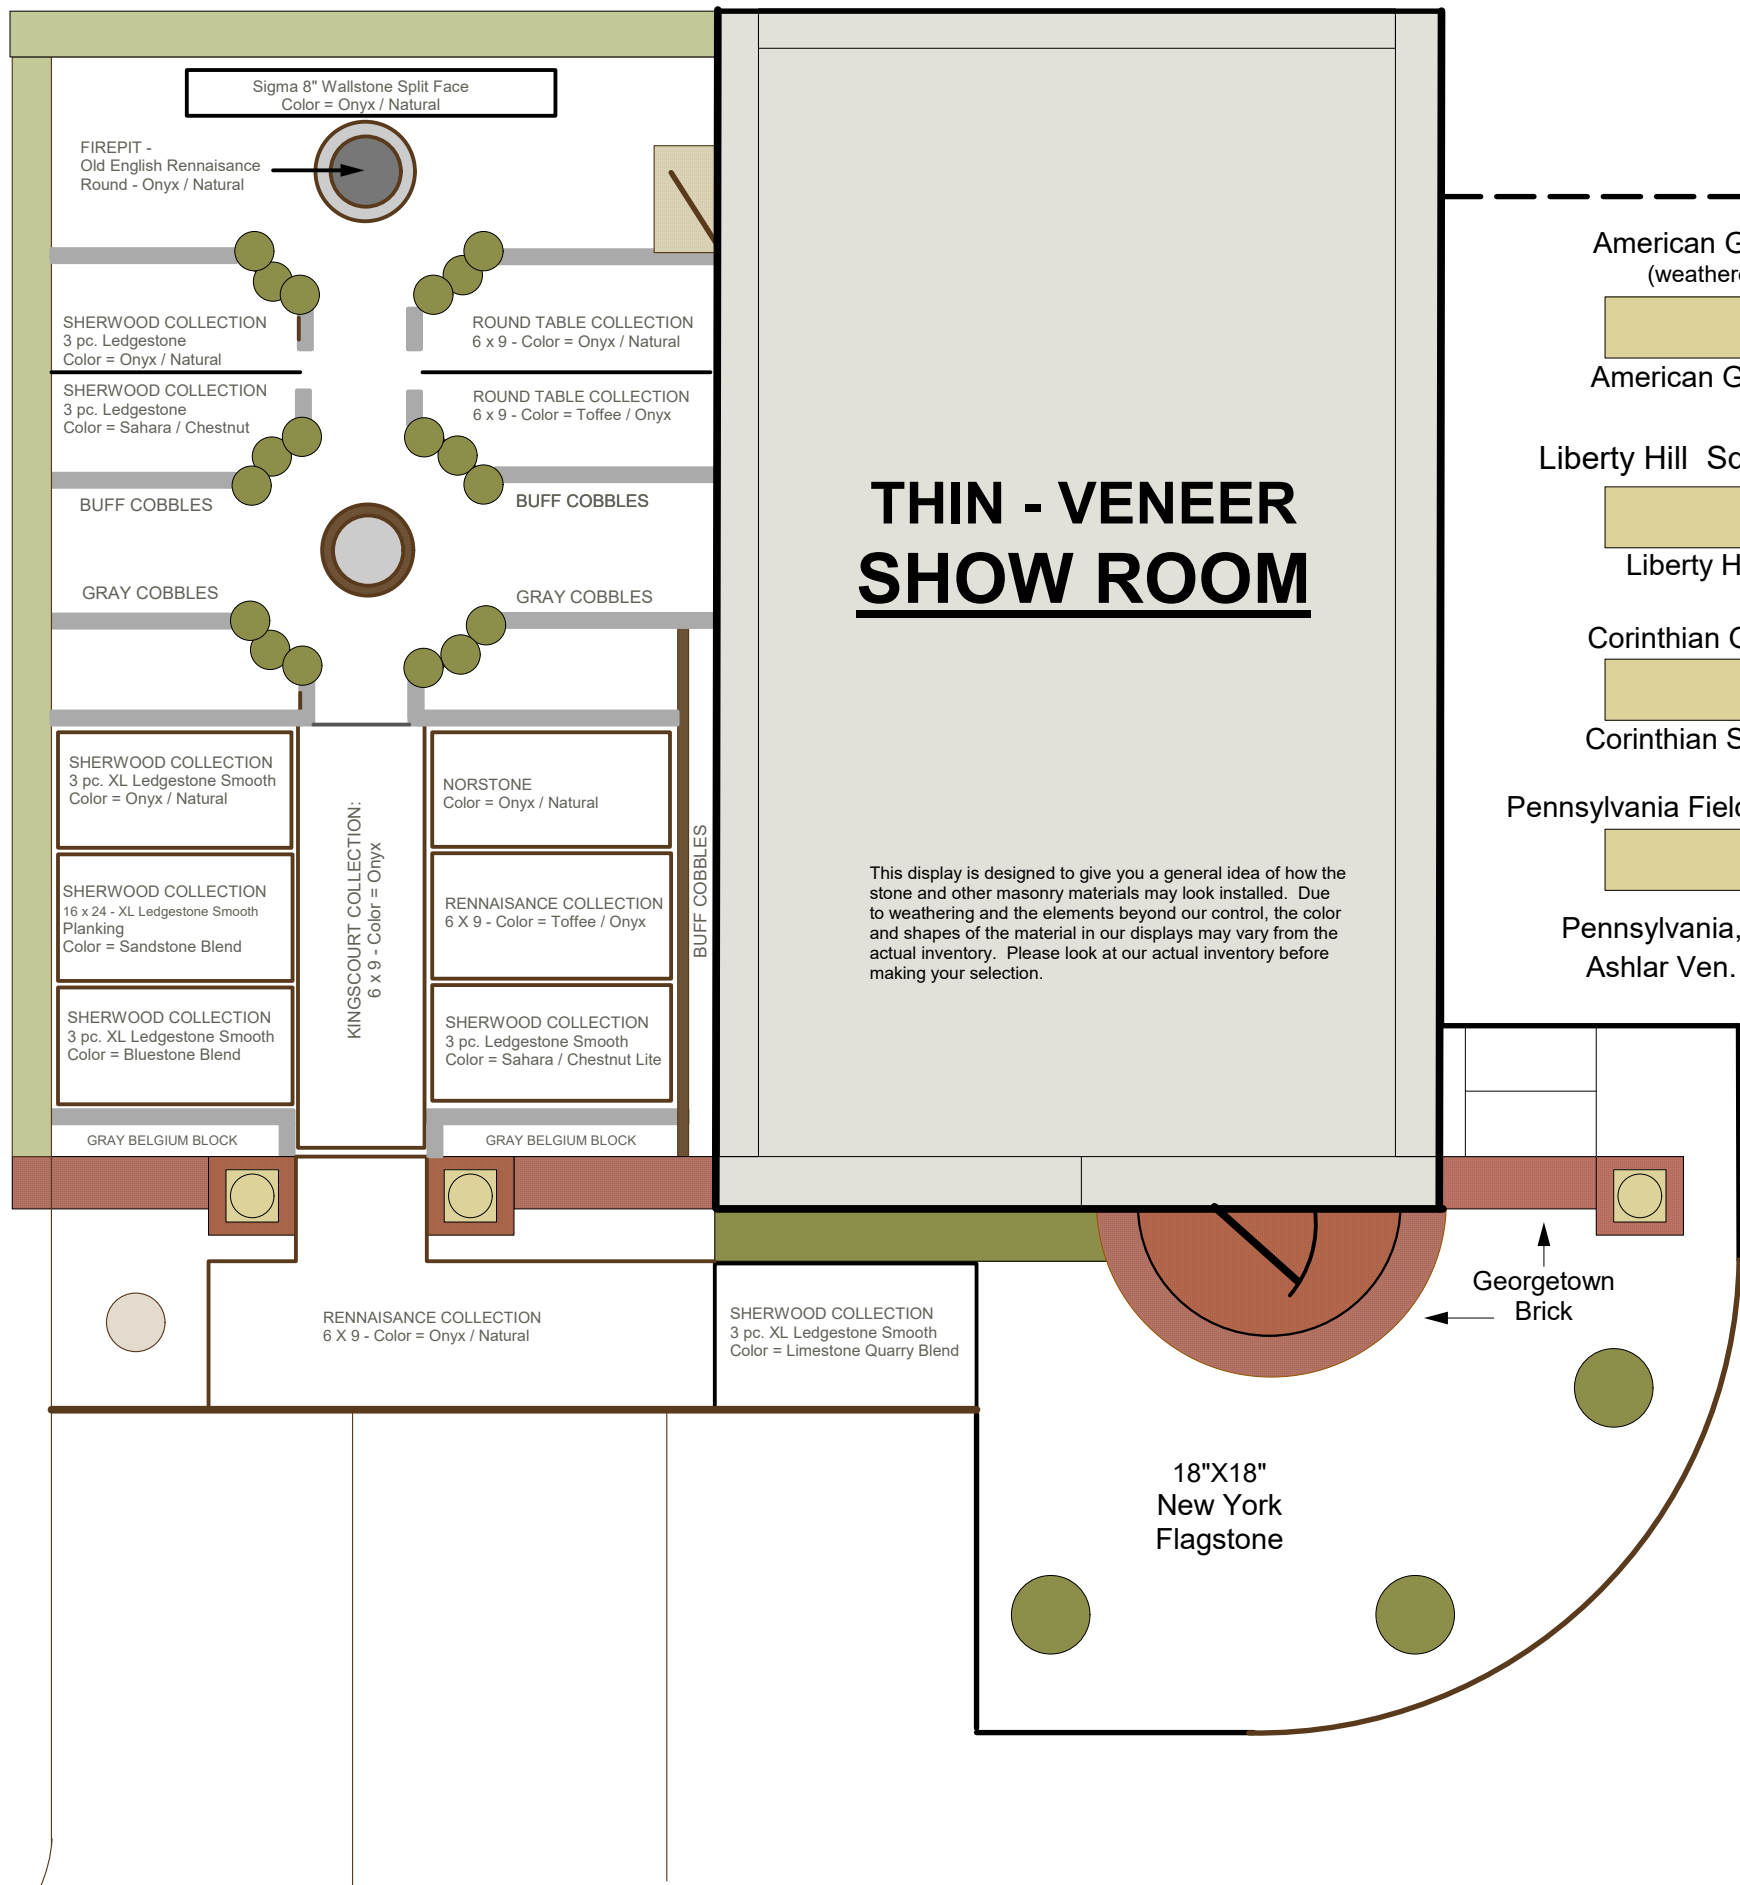 Sigma 8" Wallstone Split Face
Color = Onyx / Natural
FIREPIT -
Old English Rennaisance
Round - Onyx / Natural
SHERWOOD COLLECTION
3 pc. Ledgestone
Color = Onyx / Natural
ROUND TABLE COLLECTION
6 x 9 - Color = Onyx / Natural
SHERWOOD COLLECTION
3 pc. Ledgestone
Color = Sahara / Chestnut
ROUND TABLE COLLECTION
6 x 9 - Color = Toffee / Onyx
BUFF COBBLES
BUFF COBBLES
GRAY COBBLES
GRAY COBBLES
SHERWOOD COLLECTION
3 pc. XL Ledgestone Smooth
Color = Onyx / Natural
SHERWOOD COLLECTION
16 x 24 - XL Ledgestone Smooth
Planking
Color = Sandstone Blend
SHERWOOD COLLECTION
3 pc. XL Ledgestone Smooth
Color = Bluestone Blend
KINGSCOURT COLLECTION:
6 x 9 - Color = Onyx
NORSTONE
Color = Onyx / Natural
RENNAISANCE COLLECTION
6 X 9 - Color = Toffee / Onyx
SHERWOOD COLLECTION
3 pc. Ledgestone Smooth
Color = Sahara / Chestnut Lite
BUFF COBBLES
GRAY BELGIUM BLOCK
GRAY BELGIUM BLOCK
RENNAISANCE COLLECTION
6 X 9 - Color = Onyx / Natural
SHERWOOD COLLECTION
3 pc. XL Ledgestone Smooth
Color = Limestone Quarry Blend
THIN - VENEER
SHOW ROOM
This display is designed to give you a general idea of how the
stone and other masonry materials may look installed. Due
to weathering and the elements beyond our control, the color
and shapes of the material in our displays may vary from the
actual inventory. Please look at our actual inventory before
making your selection.
American G
(weather
American G
Liberty Hill Sq
Liberty H
Corinthian
Corinthian S
Pennsylvania Fiel
Pennsylvania,
Ashlar Ven.
Georgetown
Brick
18"X18"
New York
Flagstone